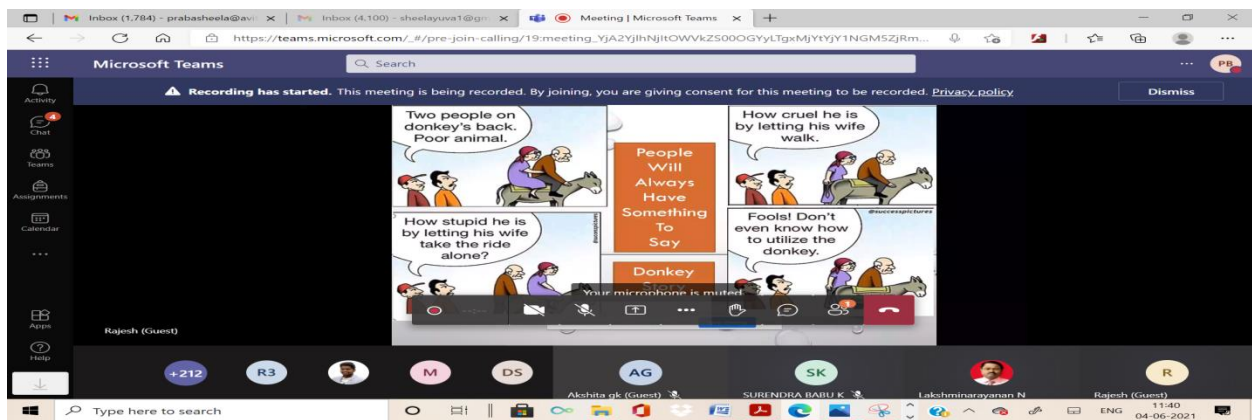 Inbox (1,784) - prabasheela@avi
Inbox (4,100) - sheelayuva1@gm
Meeting | Microsoft Teams
https://teams.microsoft.com/_#/pre-join-calling/19:meeting_
Microsoft Teams
Search
PB
Activity
Recording has started. This meeting is being recorded. By joining, you are giving consent for this meeting to be recorded. Privacy policy
Dismiss
4
Chat
Teams
Assignments
Calendar
Apps
Help
Two people on
donkey's back.
Poor animal.
People
Will
Always
Have
Something
To
Say
How cruel he is
by letting his wife
walk.
How stupid he is
by letting his wife
take the ride
alone?
@successpictures
Donkey
Story
Fools! Don't
even know how
to utilize the
donkey.
@successpictures
Your microphone is muted
1
Rajesh (Guest)
+212
R3
M
DS
AG
SK
R
Akshita gk (Guest)
SURENDRA BABU K
Lakshminarayanan N
Rajesh (Guest)
Type here to search
ENG
11:40
04-06-2021